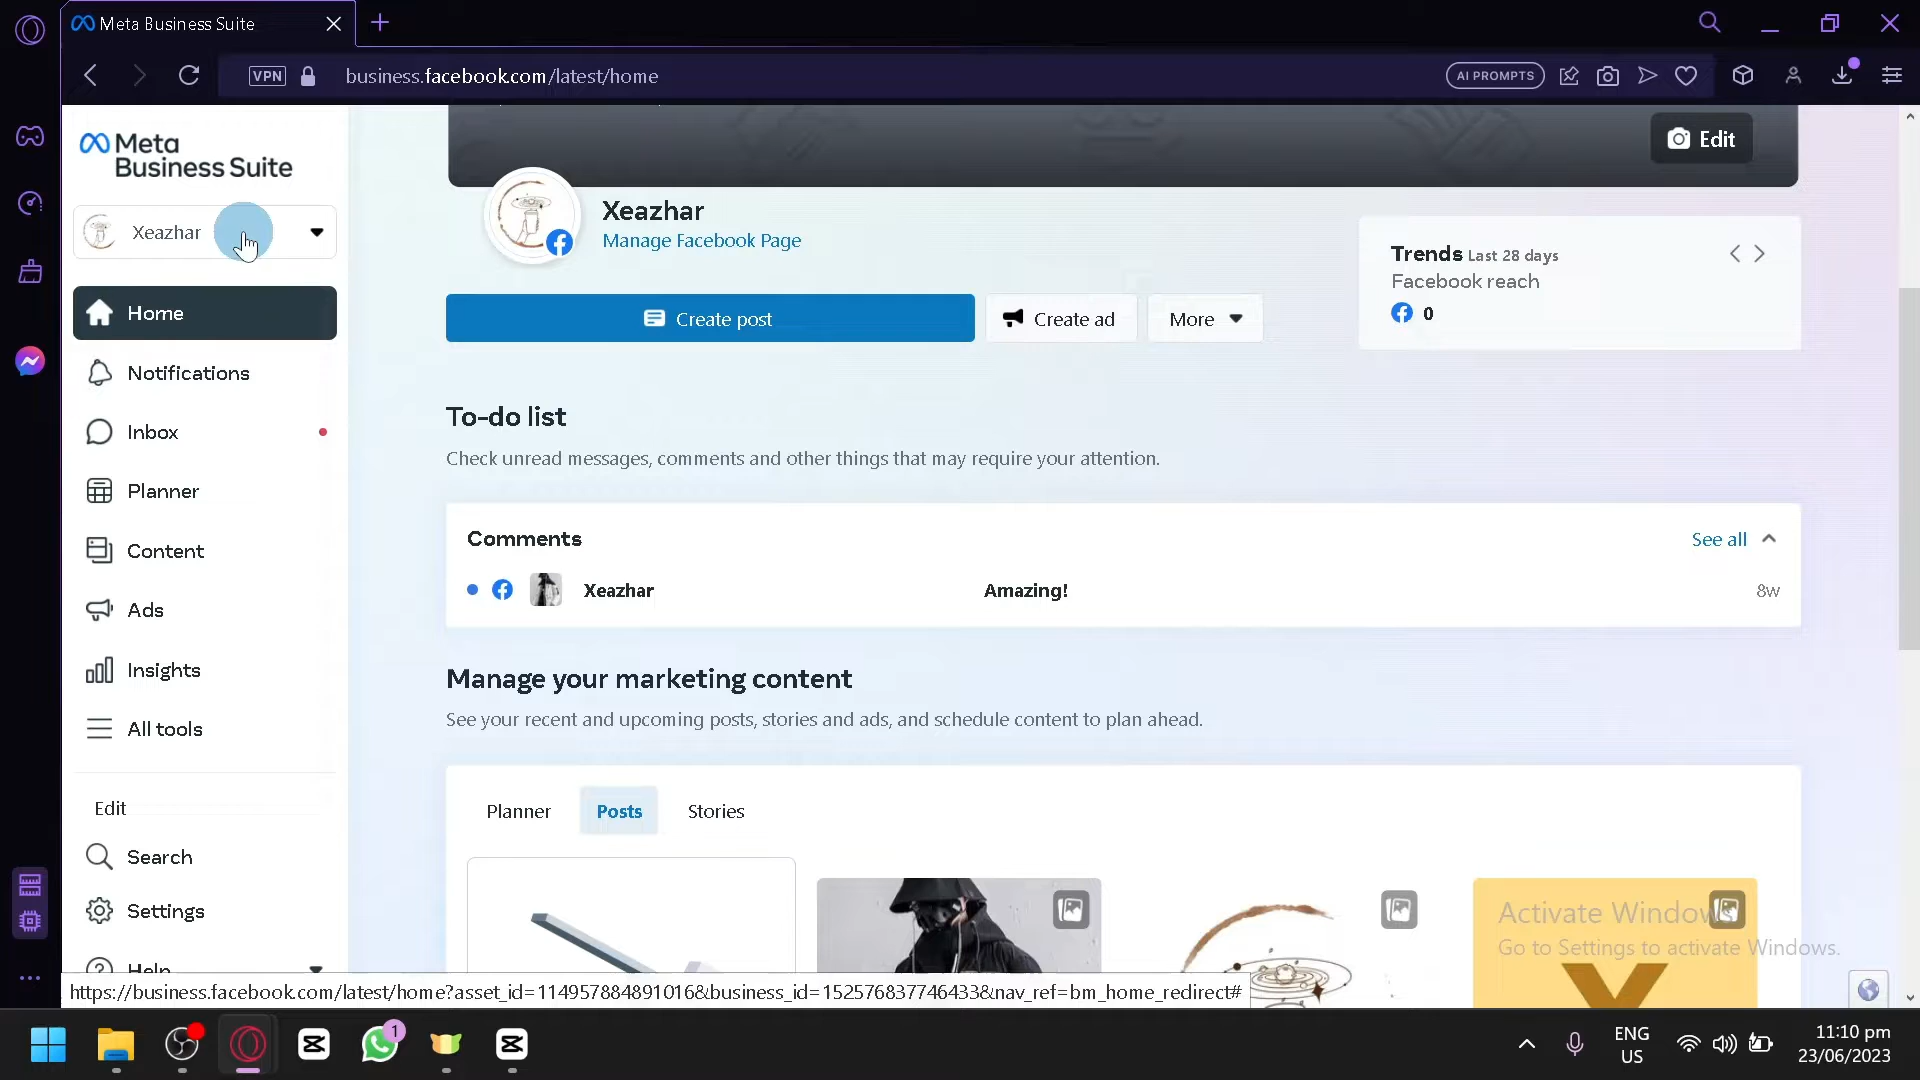 Meta Business Suite
VPN
business.facebook.com/latest/home
AI PROMPTS
Meta
Business Suite
Xeazhar
Home
Notifications
Inbox
Planner
Content
Ads
Insights
All tools
Edit
Search
Settings
Help
Edit
Xeazhar
Manage Facebook Page
Create post
Create ad
More
Trends Last 28 days
Facebook reach
0
To-do list
Check unread messages, comments and other things that may require your attention.
Comments
See all
Xeazhar
Amazing!
8w
Manage your marketing content
See your recent and upcoming posts, stories and ads, and schedule content to plan ahead.
Planner
Posts
Stories
Activate Windows
Go to Settings to activate Windows.
https://business.facebook.com/latest/home?asset_id=114957884891016&business_id=152576837746433&nav_ref=bm_home_redirect#
1
ENG
US
11:10 pm
23/06/2023